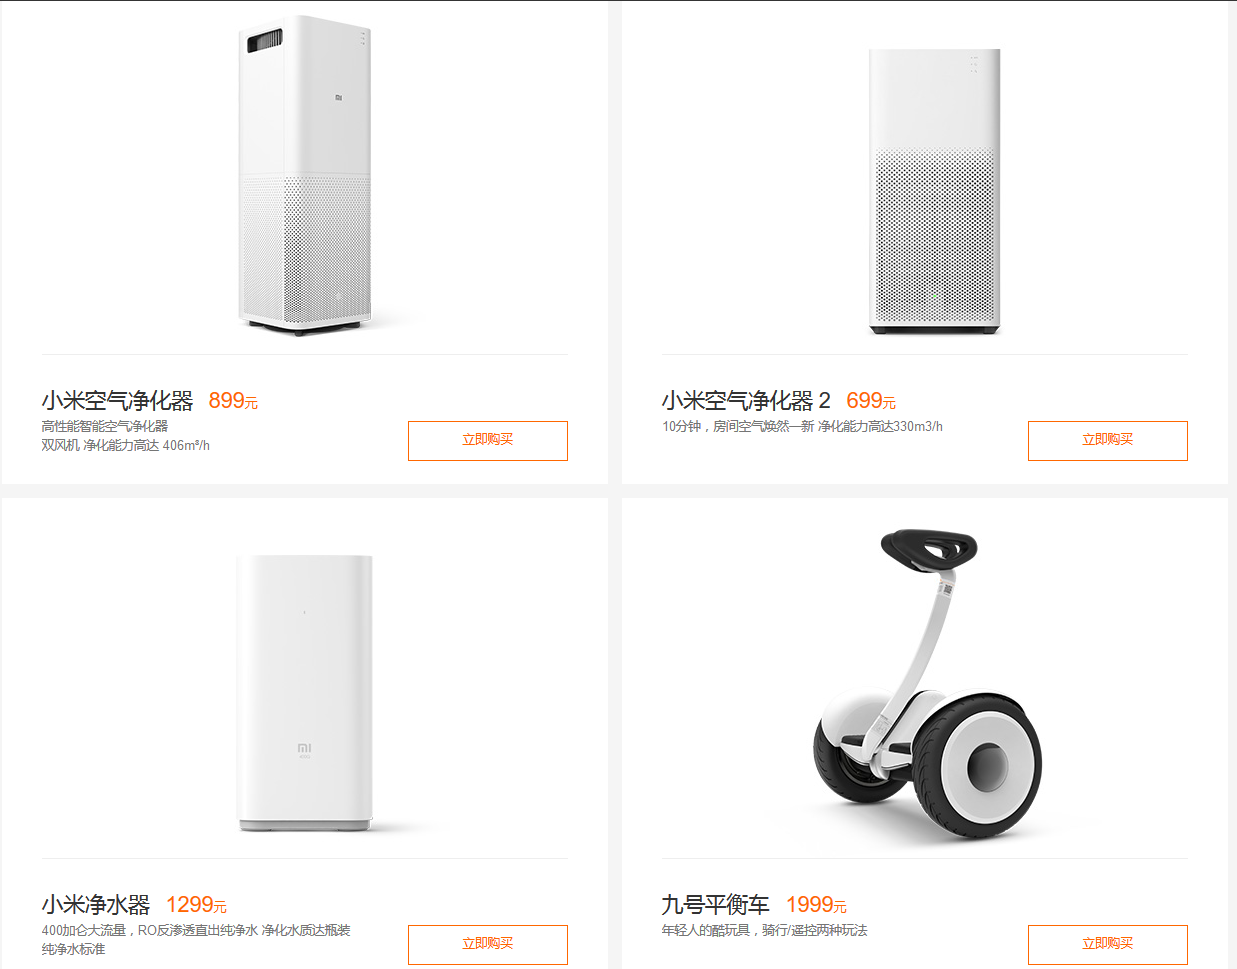 小米空气净化器 899元
高性能智能空气净化器
双风机 净化能力高达 406m³/h
立即购买
小米空气净化器 2 699元
10分钟，房间空气焕然一新 净化能力高达330m3/h
立即购买
小米净水器 1299元
400加仑大流量，RO反渗透直出纯净水 净化水质达瓶装
纯净水标准
立即购买
九号平衡车 1999元
年轻人的酷玩具，骑行/遥控两种玩法
立即购买